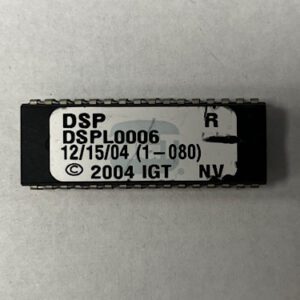 DSP R
DSPL0006
12/15/04 (1-080)
© 2004 IGT NV